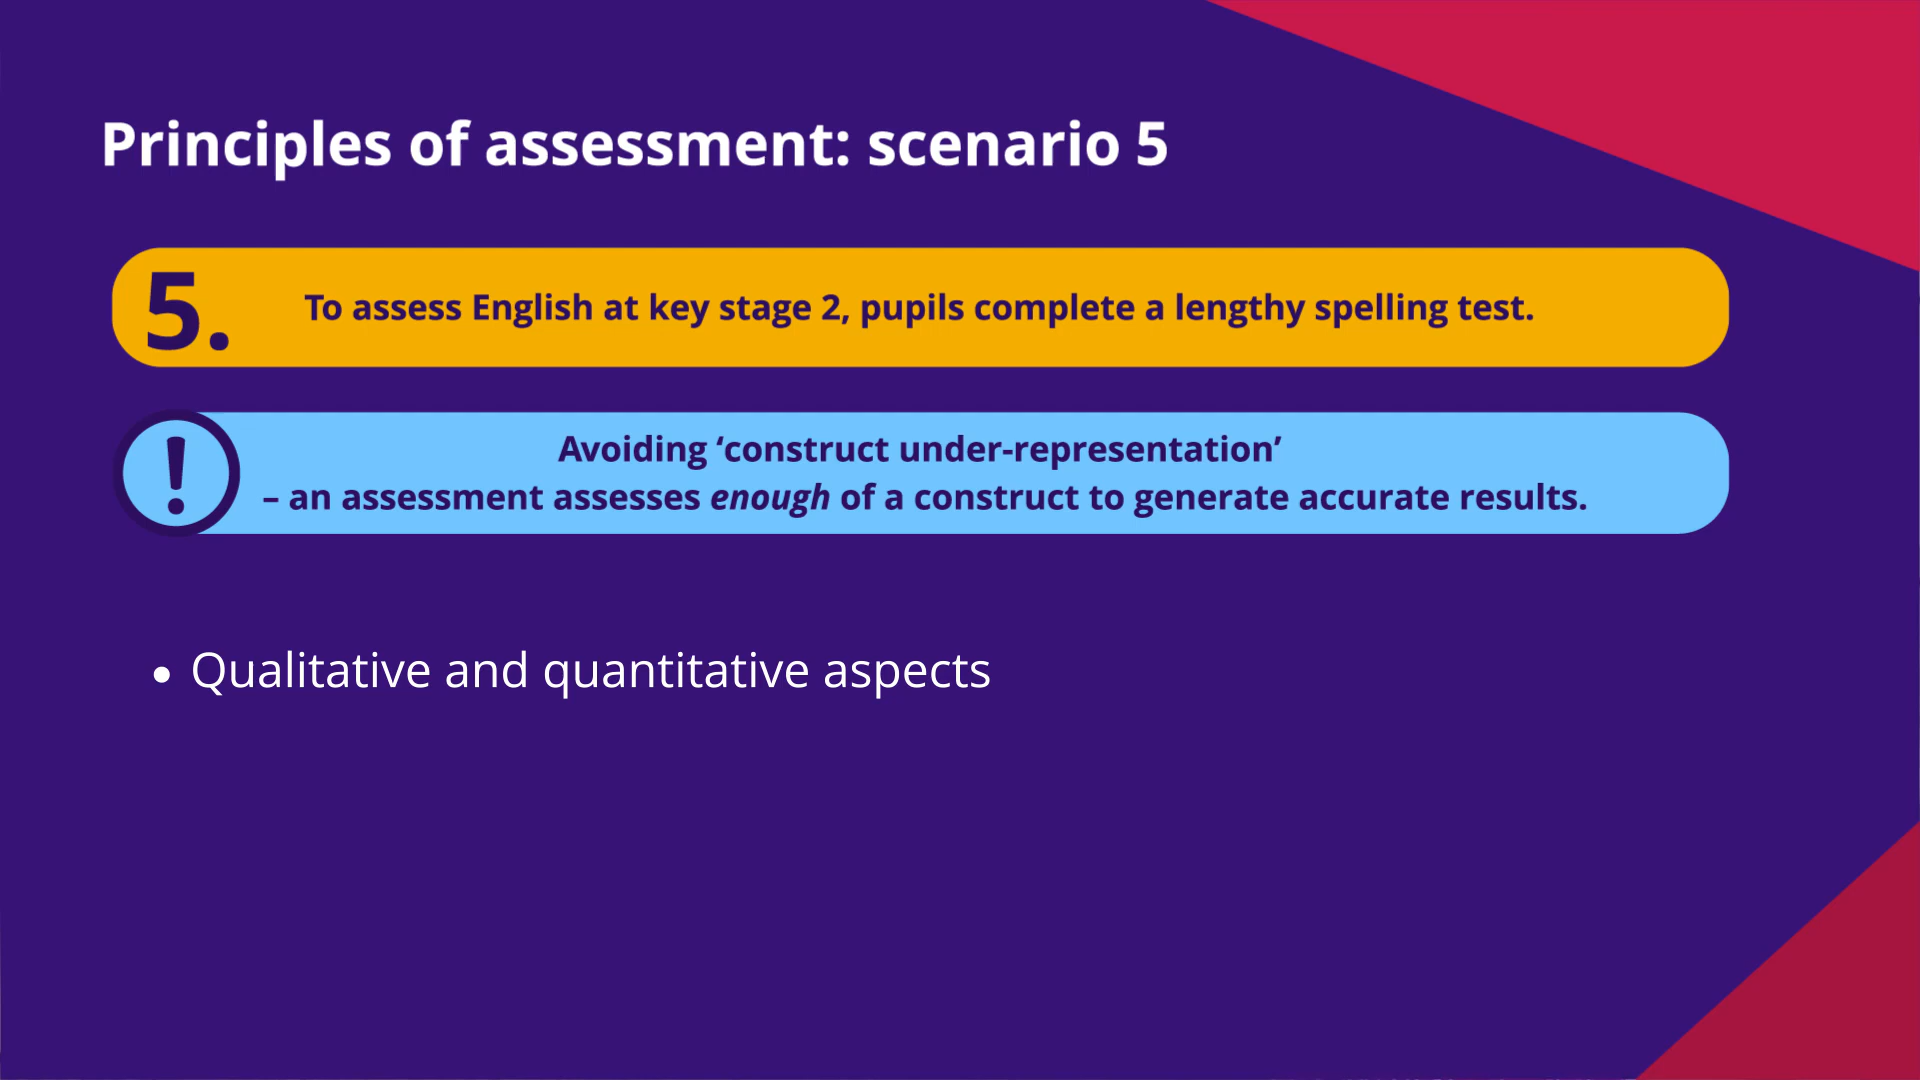 Principles of assessment: scenario 5
5. To assess English at key stage 2, pupils complete a lengthy spelling test.
! Avoiding ‘construct under-representation’
– an assessment assesses enough of a construct to generate accurate results.
• Qualitative and quantitative aspects